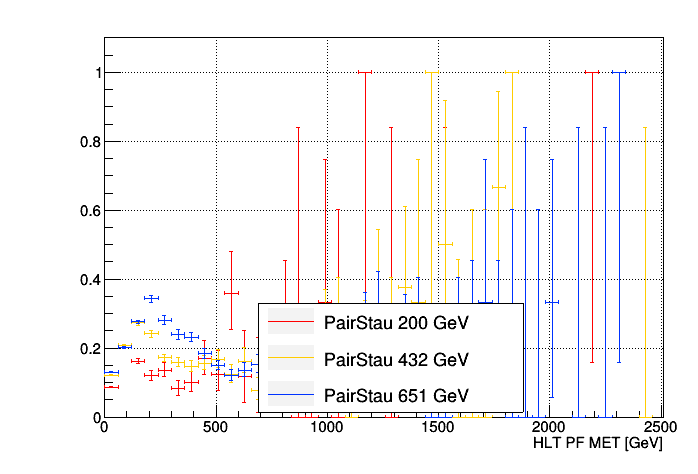 1
0.8
0.6
0.4
0.2
0
PairStau 200 GeV
PairStau 432 GeV
PairStau 651 GeV
0 500 1000 1500 2000 2500
HLT PF MET [GeV]